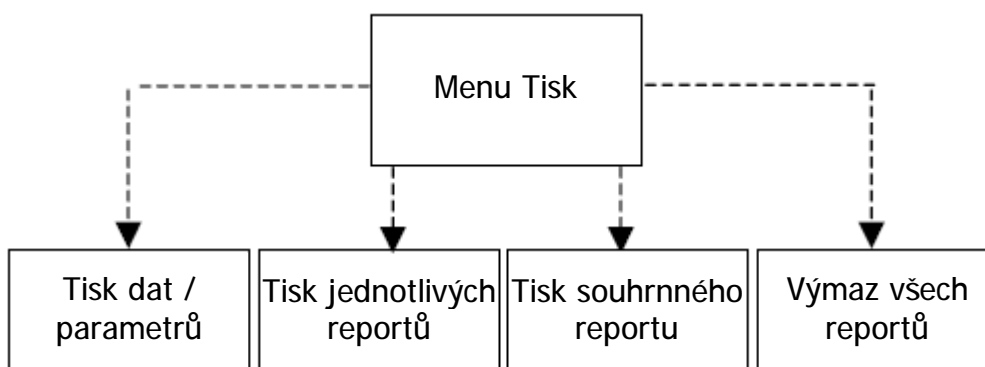 Menu Tisk
Tisk dat /
parametrů
Tisk jednotlivých
reportů
Tisk souhrnného
reportu
Výmaz všech
reportů